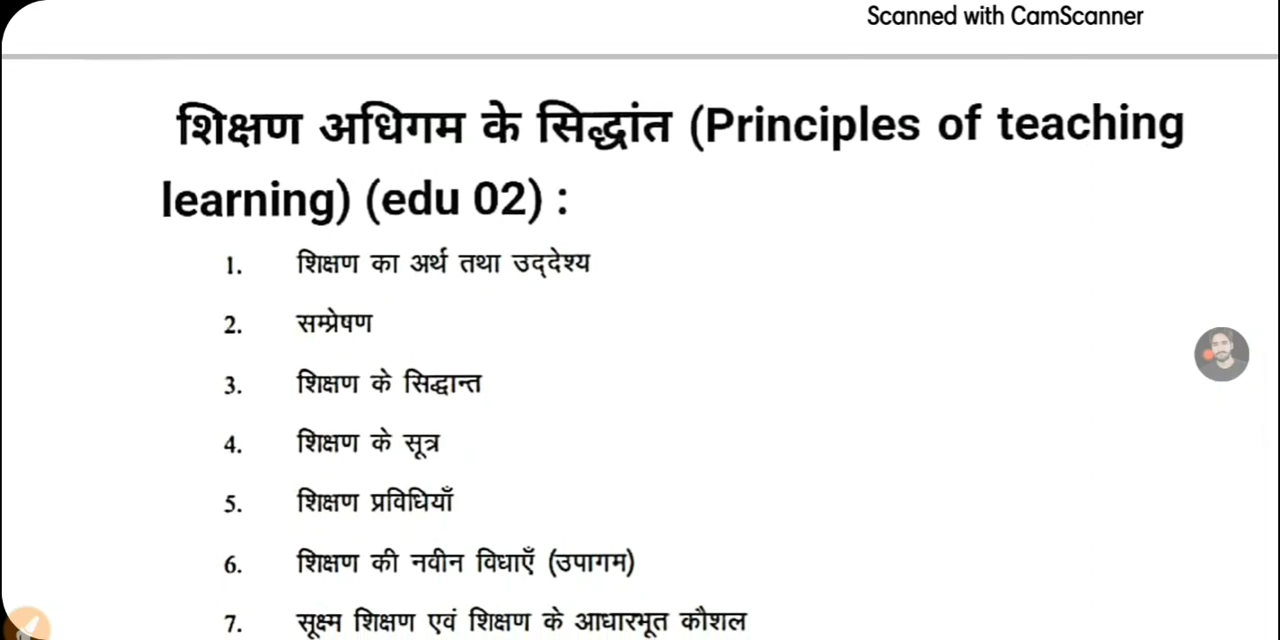 Scanned with CamScanner
शिक्षण अधिगम के सिद्धांत (Principles of teaching
learning) (edu 02) :
1. शिक्षण का अर्थ तथा उद्‌देश्य
2. सम्प्रेषण
3. शिक्षण के सिद्धान्त
4. शिक्षण के सूत्र
5. शिक्षण प्रविधियाँ
6. शिक्षण की नवीन विधाएँ (उपागम)
7. सूक्ष्म शिक्षण एवं शिक्षण के आधारभूत कौशल